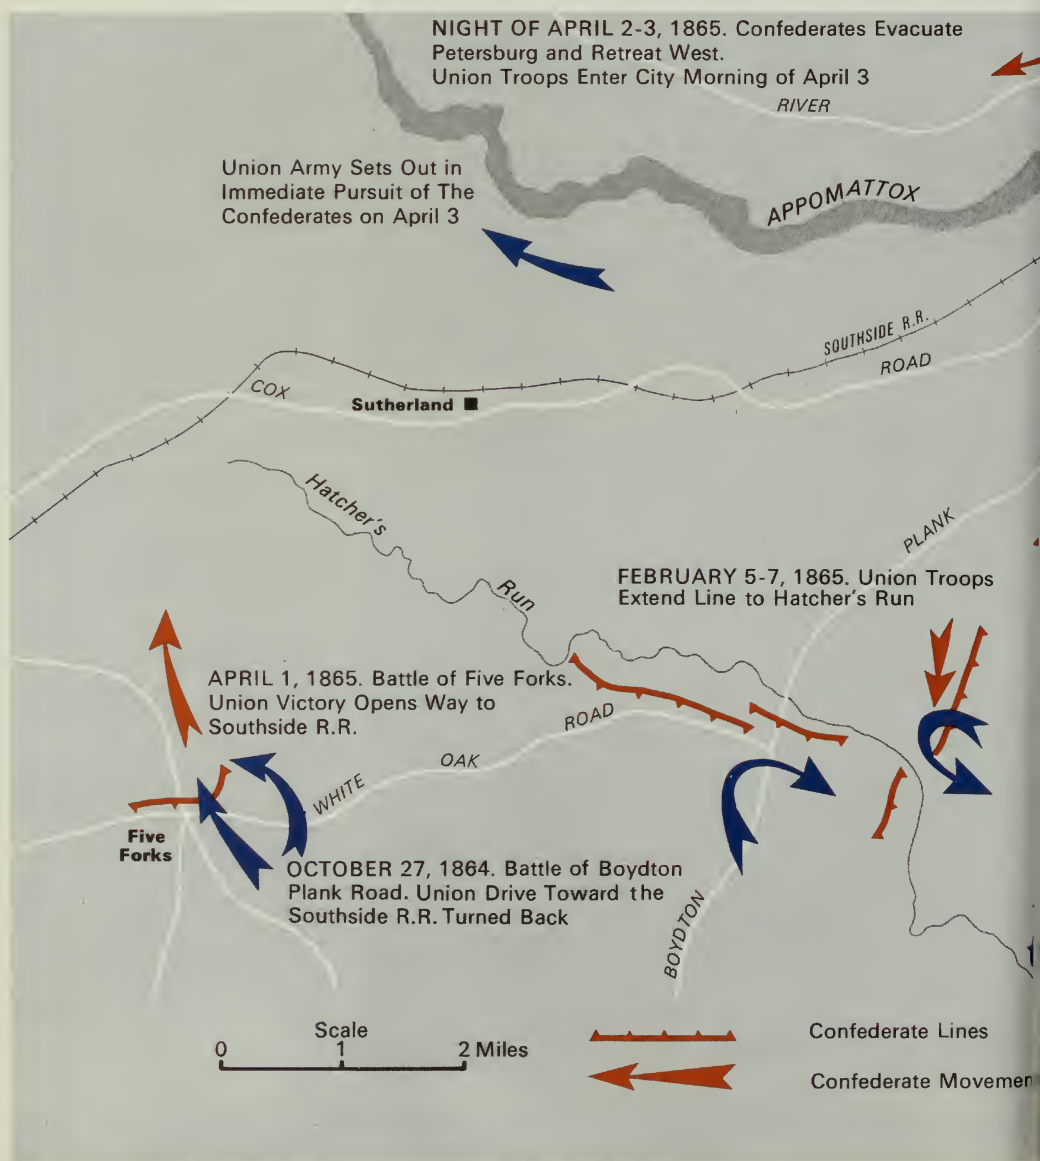 NIGHT OF APRIL 2-3, 1865. Confederates Evacuate
Petersburg and Retreat West.
Union Troops Enter City Morning of April 3
RIVER
Union Army Sets Out in
Immediate Pursuit of The
Confederates on April 3
APPOMATTOX
SOUTHSIDE R.R.
ROAD
COX
Sutherland
Hatcher's
Run
PLANK
FEBRUARY 5-7, 1865. Union Troops
Extend Line to Hatcher's Run
APRIL 1, 1865. Battle of Five Forks.
Union Victory Opens Way to
Southside R.R.
ROAD
OAK
WHITE
Five
Forks
OCTOBER 27, 1864. Battle of Boydton
Plank Road. Union Drive Toward the
Southside R.R. Turned Back
BOYDTON
Scale
0 1 2 Miles
Confederate Lines
Confederate Movemen